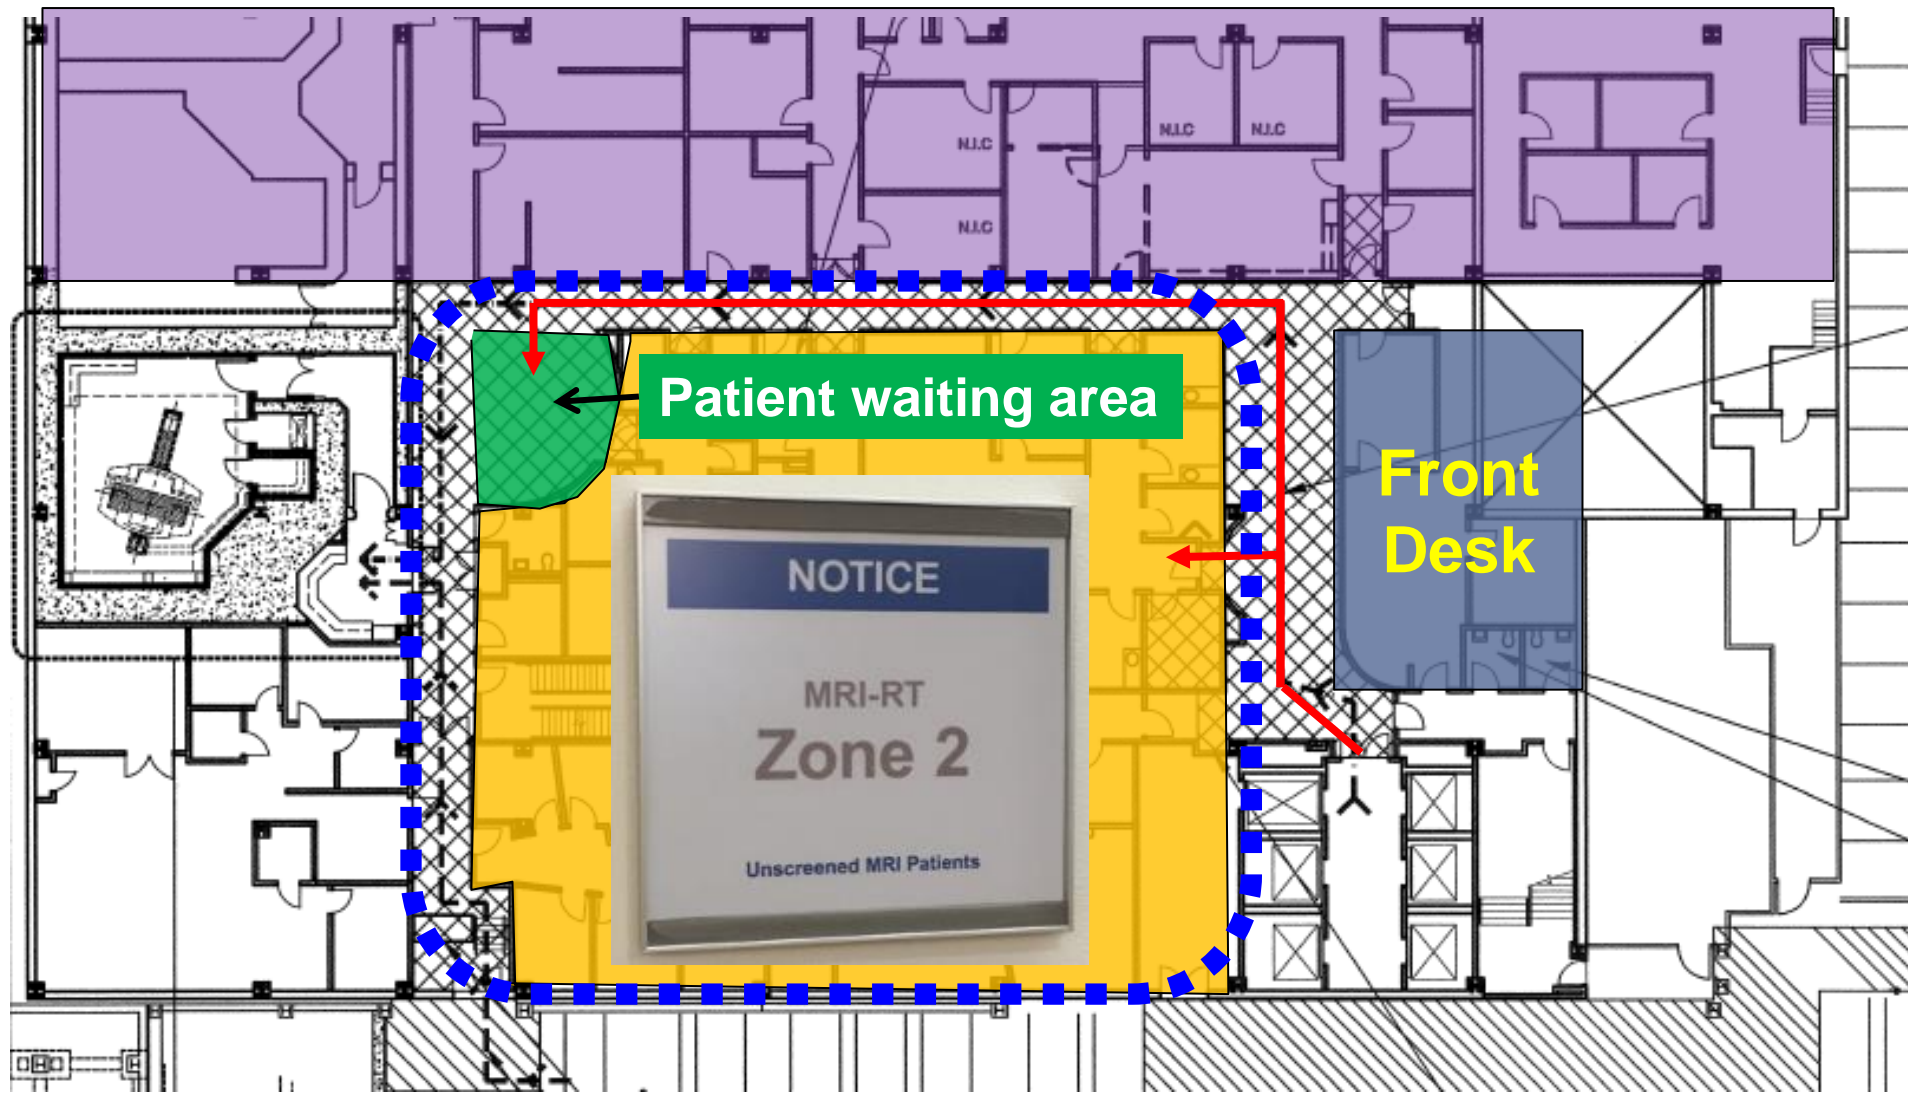 N.I.C
N.I.C
N.I.C
N.I.C
Patient waiting area
Front
Desk
NOTICE
MRI-RT
Zone 2
Unscreened MRI Patients